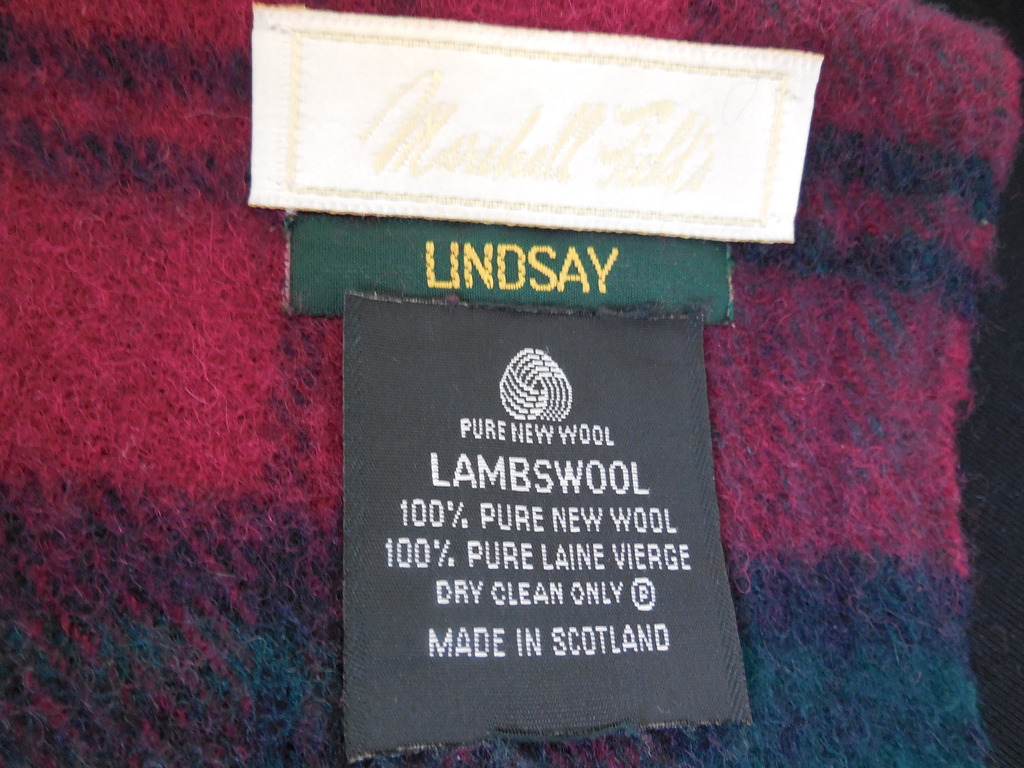 Marshall Field's
LINDSAY
PURE NEW WOOL
LAMBSWOOL
100% PURE NEW WOOL
100% PURE LAINE VIERGE
DRY CLEAN ONLY Ⓟ
MADE IN SCOTLAND